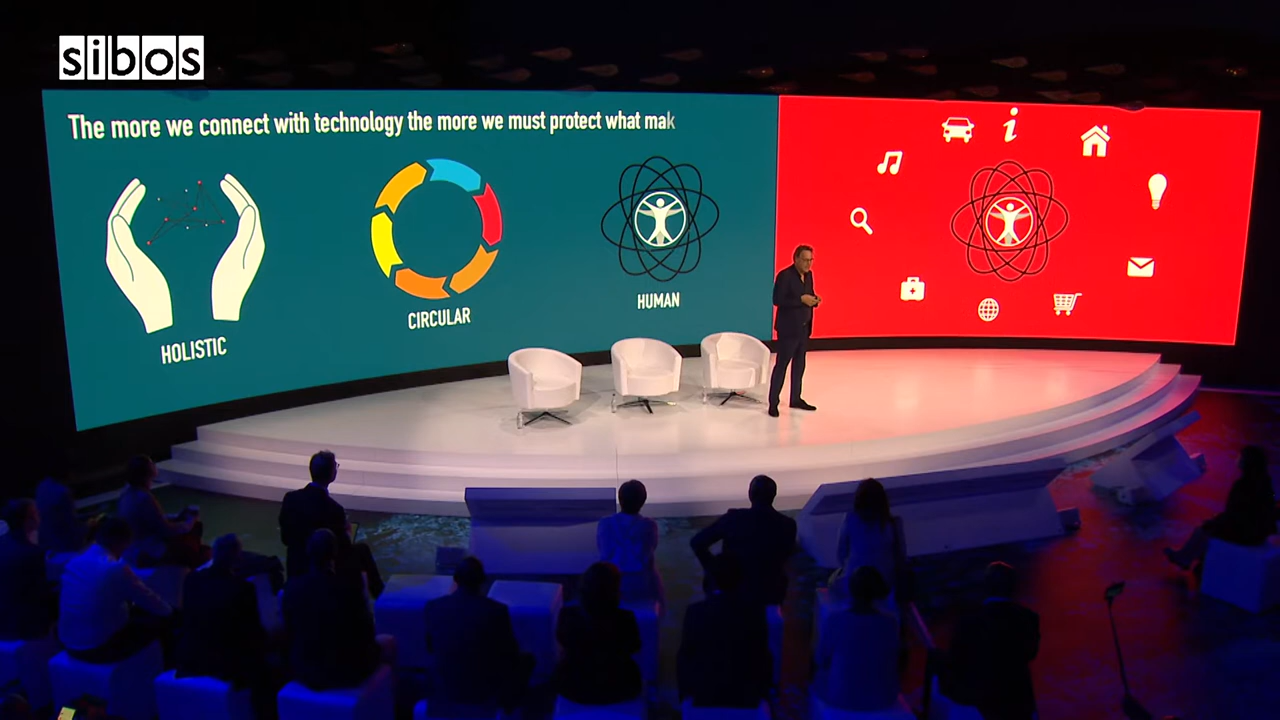 sibos
The more we connect with technology the more we must protect what mak
HOLISTIC
CIRCULAR
HUMAN
i